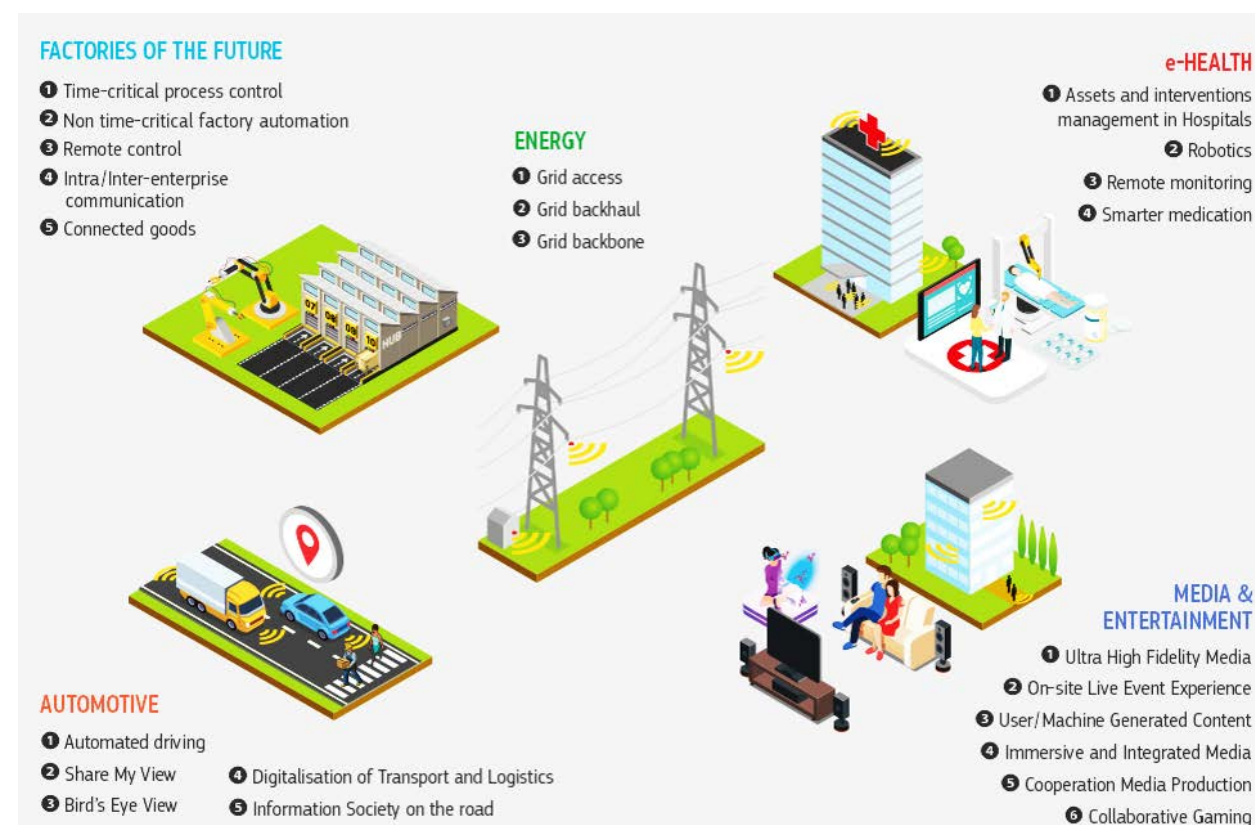 FACTORIES OF THE FUTURE
❶ Time-critical process control
❷ Non time-critical factory automation
❸ Remote control
❹ Intra/Inter-enterprise
communication
❺ Connected goods
ENERGY
❶ Grid access
❷ Grid backhaul
❸ Grid backbone
e-HEALTH
❶ Assets and interventions
management in Hospitals
❷ Robotics
❸ Remote monitoring
❹ Smarter medication
07
08
09
10
HUB
AUTOMOTIVE
❶ Automated driving
❷ Share My View
❸ Bird's Eye View
❹ Digitalisation of Transport and Logistics
❺ Information Society on the road
MEDIA &
ENTERTAINMENT
❶ Ultra High Fidelity Media
❷ On-site Live Event Experience
❸ User/Machine Generated Content
❹ Immersive and Integrated Media
❺ Cooperation Media Production
❻ Collaborative Gaming